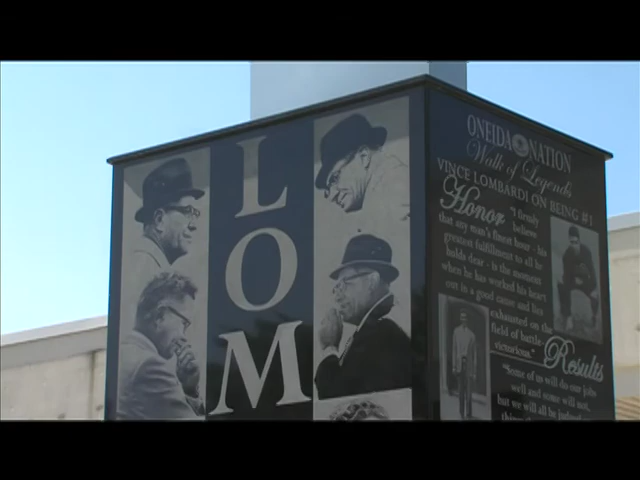 L
O
M
ONEIDA NATION
Walk of Legends
VINCE LOMBARDI ON BEING #1
Honor
"I firmly
believe
that any man's finest hour - his
greatest fulfillment to all he
holds dear - is the moment
when he has worked his heart
out in a good cause and lies
exhausted on the
field of battle-
victorious."
Results
"Some of us will do our jobs
well and some will not,
but we will all be judged